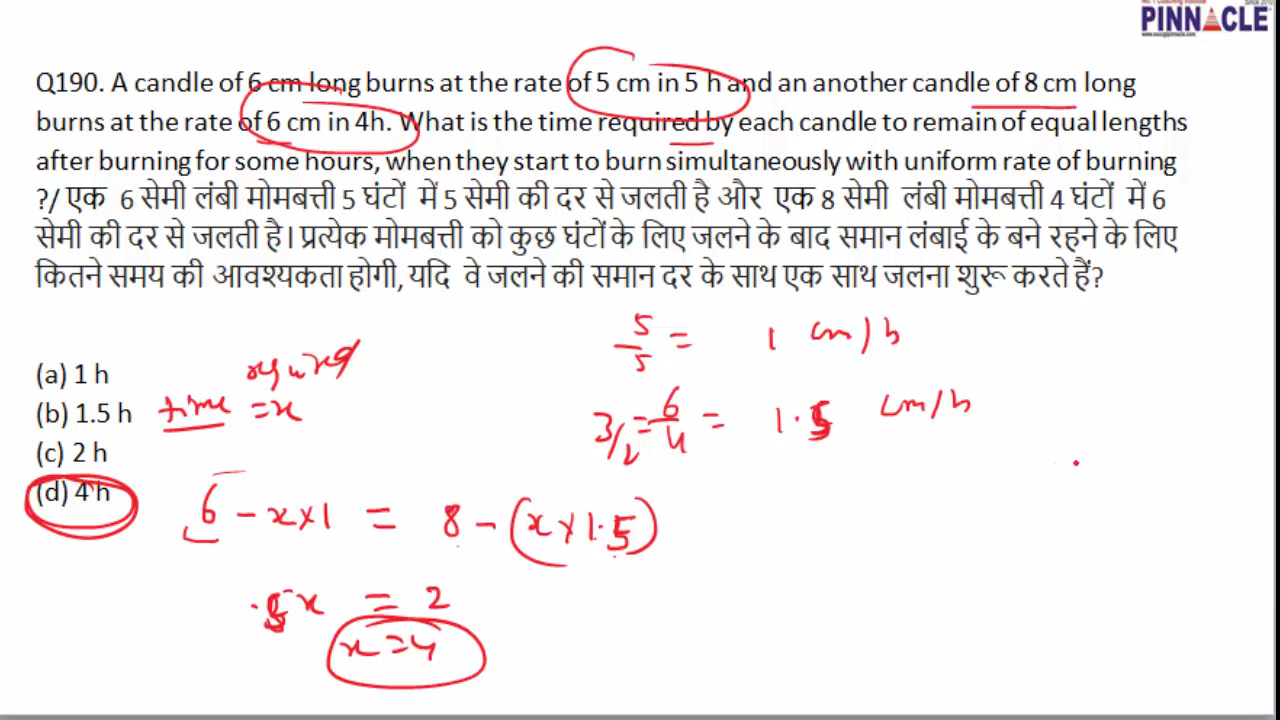 Since 2010
PINNACLE
Q190. A candle of 6 cm long burns at the rate of 5 cm in 5 h and an another candle of 8 cm long
burns at the rate of 6 cm in 4h. What is the time required by each candle to remain of equal lengths
after burning for some hours, when they start to burn simultaneously with uniform rate of burning
?/ एक 6 सेमी लंबी मोमबत्ती 5 घंटों में 5 सेमी की दर से जलती है और एक 8 सेमी लंबी मोमबत्ती 4 घंटों में 6
सेमी की दर से जलती है। प्रत्येक मोमबत्ती को कुछ घंटों के लिए जलने के बाद समान लंबाई के बने रहने के लिए
कितने समय की आवश्यकता होगी, यदि वे जलने की समान दर के साथ एक साथ जलना शुरू करते हैं?
5/5 = 1 cm/h
(a) 1 h required
(b) 1.5 h time = x 3/2 = 6/4 = 1.5 cm/h
(c) 2 h
(d) 4 h
6 - x×1 = 8 - (x×1.5)
.5x = 2
x = 4